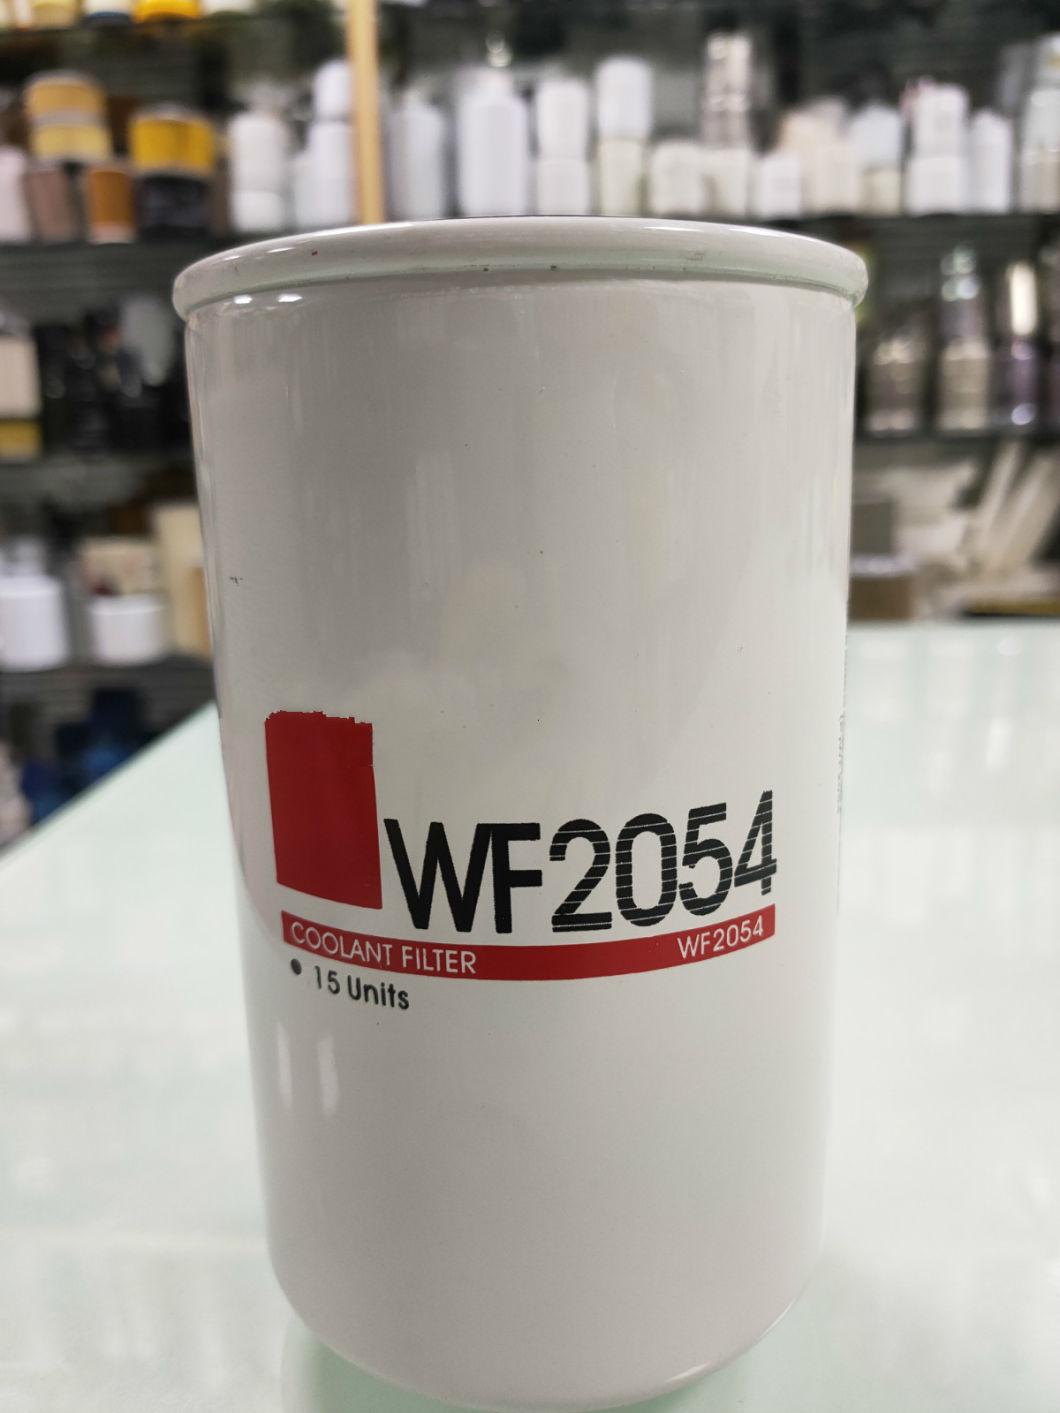 WF2054
COOLANT FILTER WF2054
• 15 Units